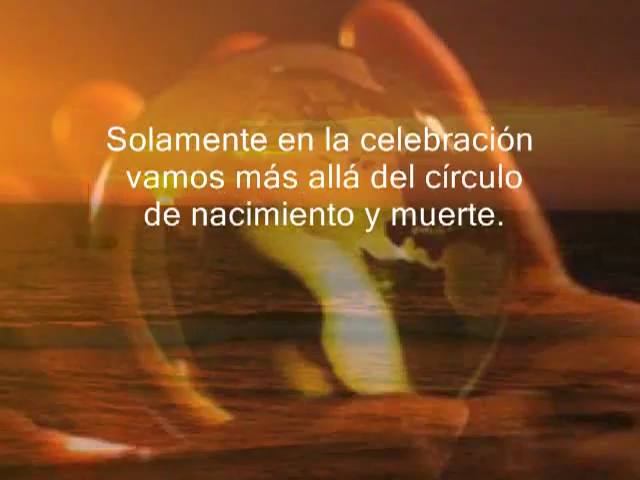 Solamente en la celebración
vamos más allá del círculo
de nacimiento y muerte.